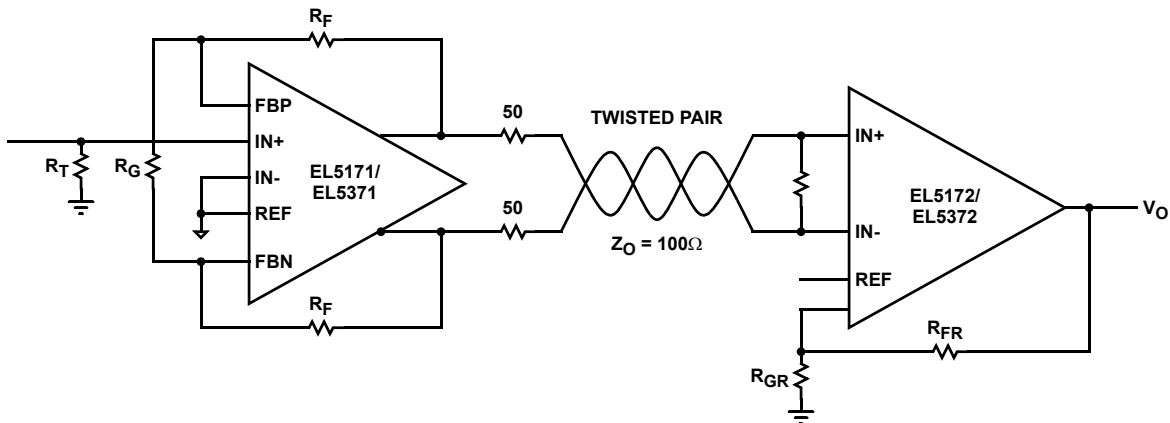 RF
FBP
IN+
IN-
REF
FBN
RT
RG
EL5171/
EL5371
RF
50
50
TWISTED PAIR
ZO = 100Ω
IN+
IN-
REF
EL5172/
EL5372
VO
RFR
RGR